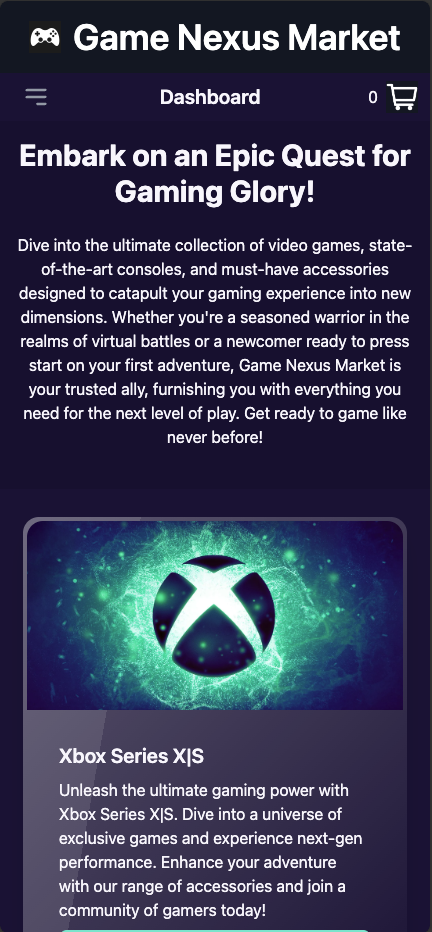 Game Nexus Market
Dashboard
0
Embark on an Epic Quest for
Gaming Glory!
Dive into the ultimate collection of video games, state-
of-the-art consoles, and must-have accessories
designed to catapult your gaming experience into new
dimensions. Whether you're a seasoned warrior in the
realms of virtual battles or a newcomer ready to press
start on your first adventure, Game Nexus Market is
your trusted ally, furnishing you with everything you
need for the next level of play. Get ready to game like
never before!
Xbox Series X|S
Unleash the ultimate gaming power with
Xbox Series X|S. Dive into a universe of
exclusive games and experience next-gen
performance. Enhance your adventure
with our range of accessories and join a
community of gamers today!